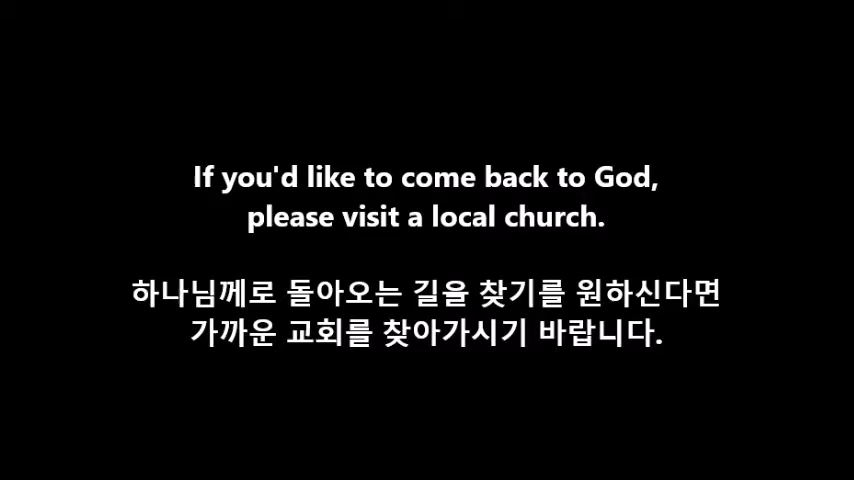 If you'd like to come back to God,
please visit a local church.
하나님께로 돌아오는 길을 찾기를 원하신다면
가까운 교회를 찾아가시기 바랍니다.